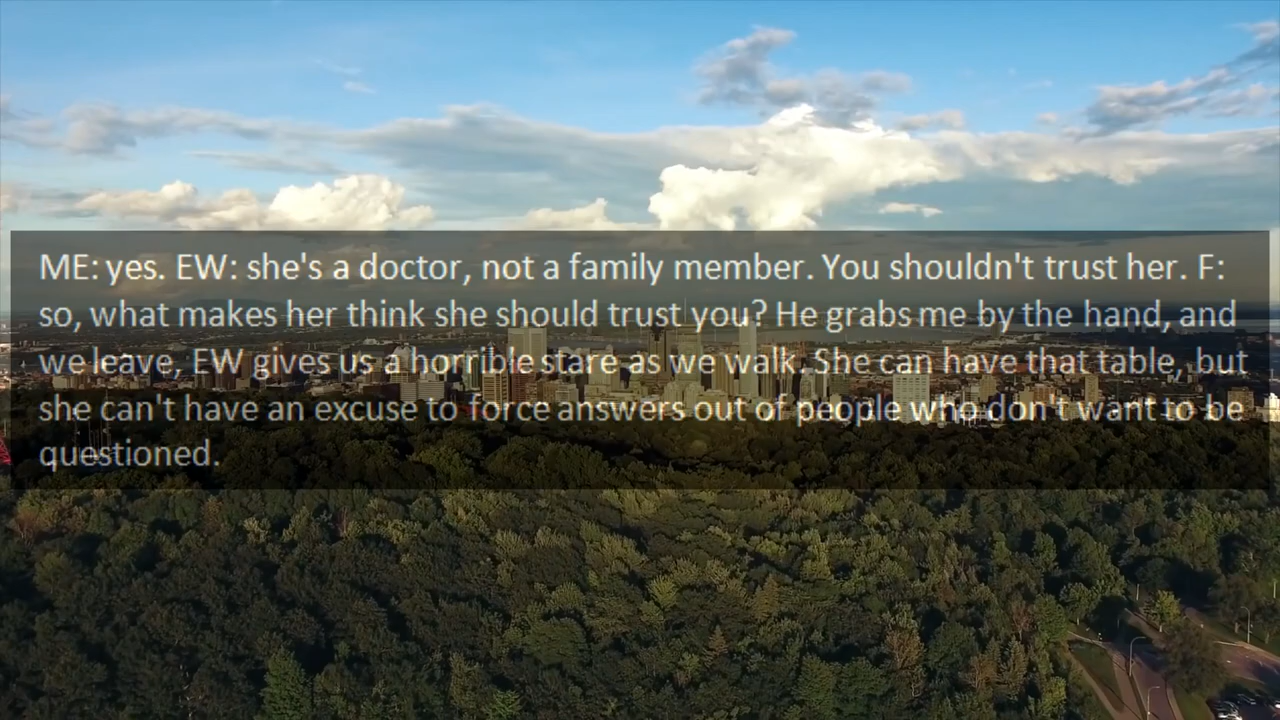 ME: yes. EW: she's a doctor, not a family member. You shouldn't trust her. F:
so, what makes her think she should trust you? He grabs me by the hand, and
we leave, EW gives us a horrible stare as we walk. She can have that table, but
she can't have an excuse to force answers out of people who don't want to be
questioned.